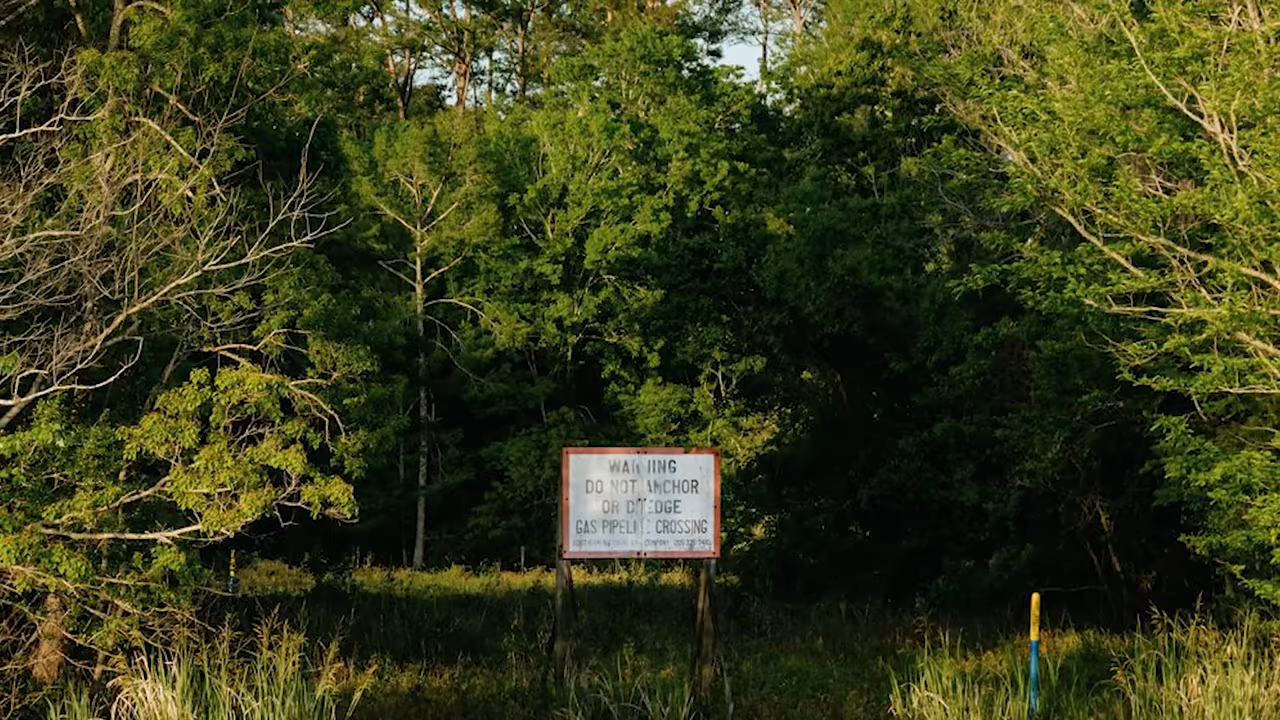 WARNING
DO NOT ANCHOR
OR DREDGE
GAS PIPELINE CROSSING